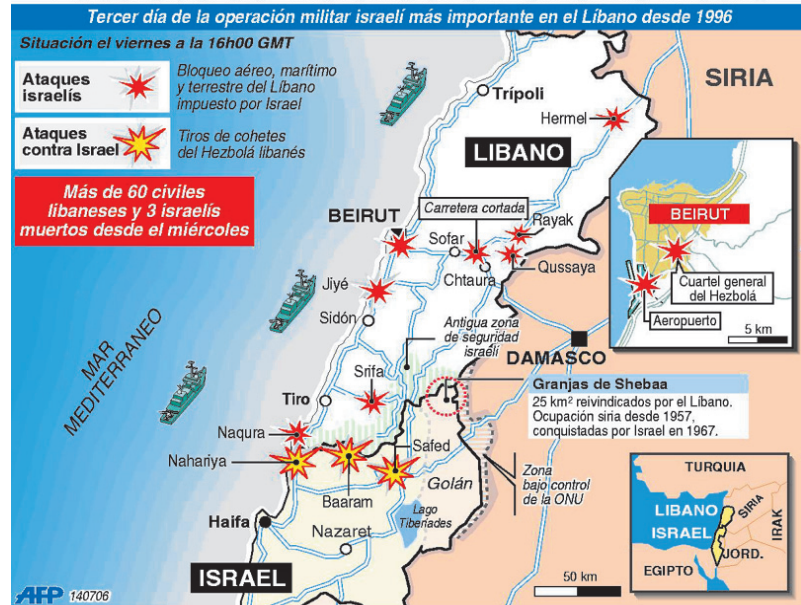 Tercer día de la operación militar israelí más importante en el Líbano desde 1996
Situación el viernes a la 16h00 GMT
Ataques
israelís
Bloqueo aéreo, marítimo
y terrestre del Líbano
impuesto por Israel
Ataques
contra Israel
Tiros de cohetes
del Hezbolá libanés
Más de 60 civiles
libaneses y 3 israelís
muertos desde el miércoles
MAR
MEDITERRANEO
Trípoli
Hermel
SIRIA
LIBANO
BEIRUT
Carretera cortada
Rayak
Sofar
Qussaya
Chtaura
Jiyé
Sidón
Antigua zona
de seguridad
israelí
DAMASCO
Srifa
Tiro
Granjas de Shebaa
25 km² reivindicados por el Líbano.
Ocupación siria desde 1957,
conquistadas por Israel en 1967.
Naqura
Safed
Nahariya
Baaram
Golán
Zona
bajo control
de la ONU
Haifa
Lago
Tiberiades
Nazaret
ISRAEL
50 km
BEIRUT
Cuartel general
del Hezbolá
Aeropuerto
5 km
TURQUIA
LIBANO
SIRIA
ISRAEL
IRAK
JORD.
EGIPTO
AFP 140706